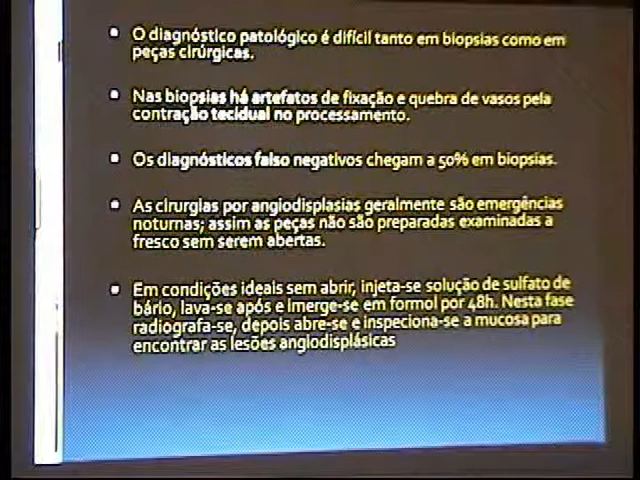 O diagnóstico patológico é difícil tanto em biopsias como em
peças cirúrgicas.
Nas biopsias há artefatos de fixação e quebra de vasos pela
contração tecidual no processamento.
Os diagnósticos falso negativos chegam a 50% em biopsias.
As cirurgias por angiodisplasias geralmente são emergências
noturnas; assim as peças não são preparadas examinadas a
fresco sem serem abertas.
Em condições ideais sem abrir, injeta-se solução de sulfato de
bário, lava-se após e imerge-se em formol por 48h. Nesta fase
radiografa-se, depois abre-se e inspeciona-se a mucosa para
encontrar as lesões angiodisplásicas